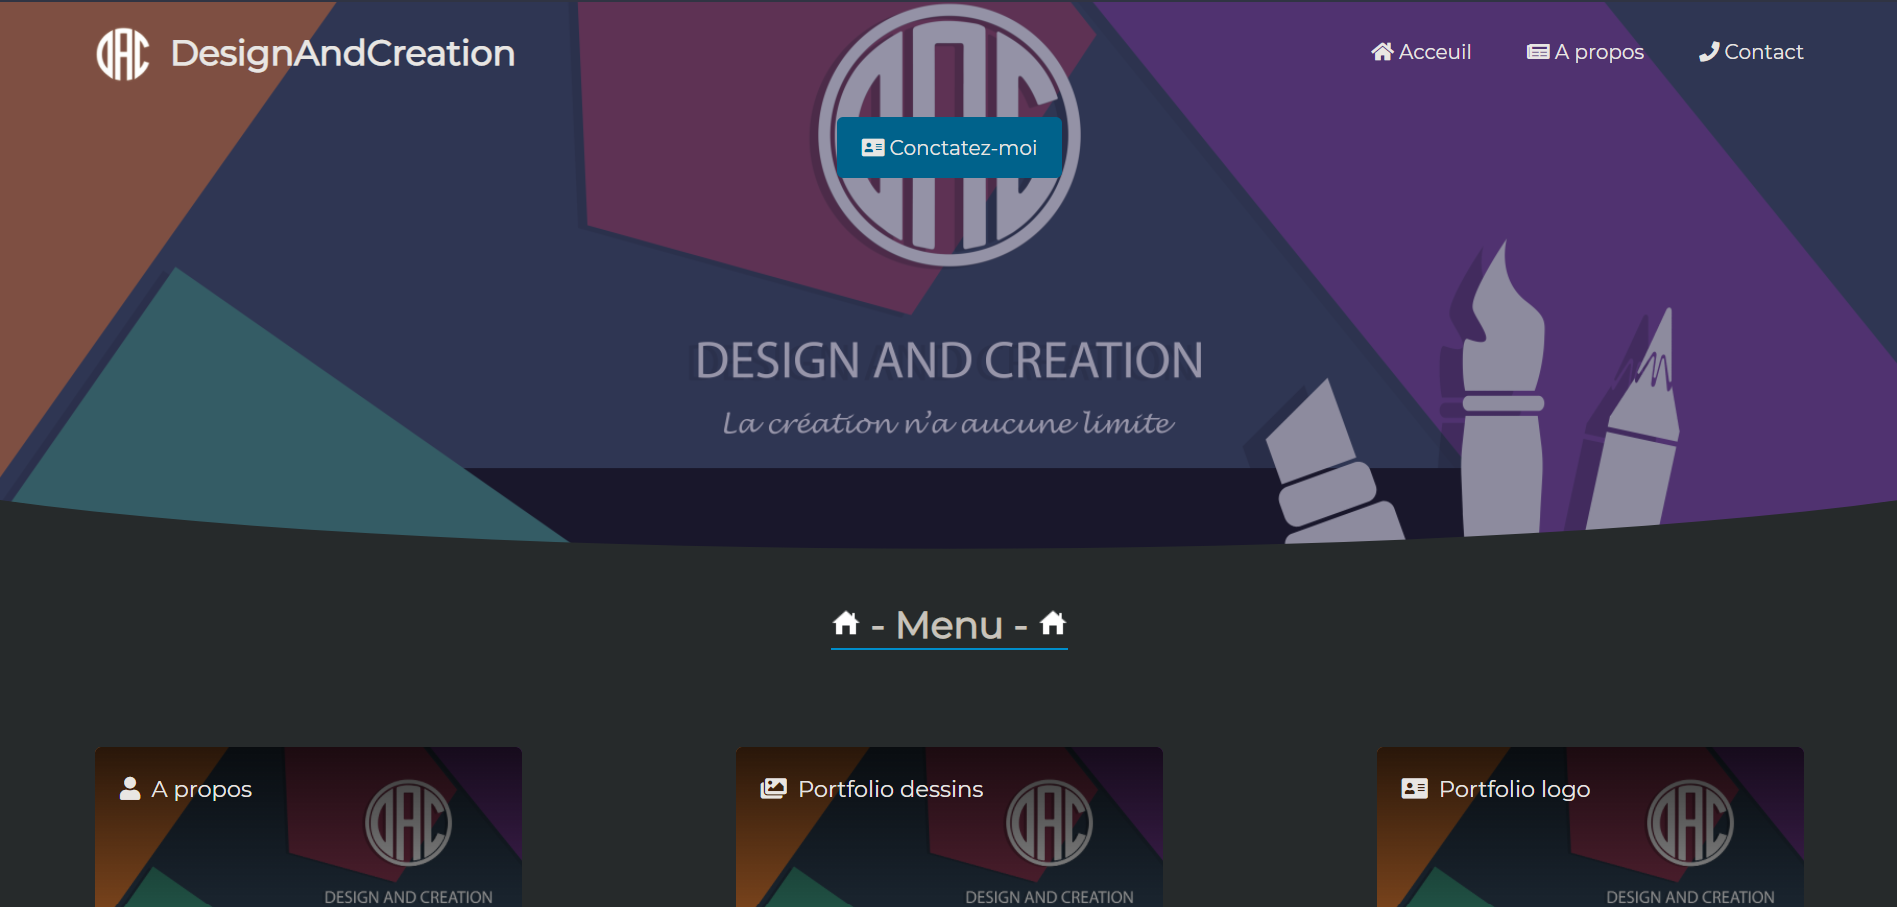 DAC DesignAndCreation
Acceuil A propos Contact
DAC
Conctatez-moi
DESIGN AND CREATION
La création n'a aucune limite
- Menu -
A propos
DAC
DESIGN AND CREATION
Portfolio dessins
DAC
DESIGN AND CREATION
Portfolio logo
DAC
DESIGN AND CREATION